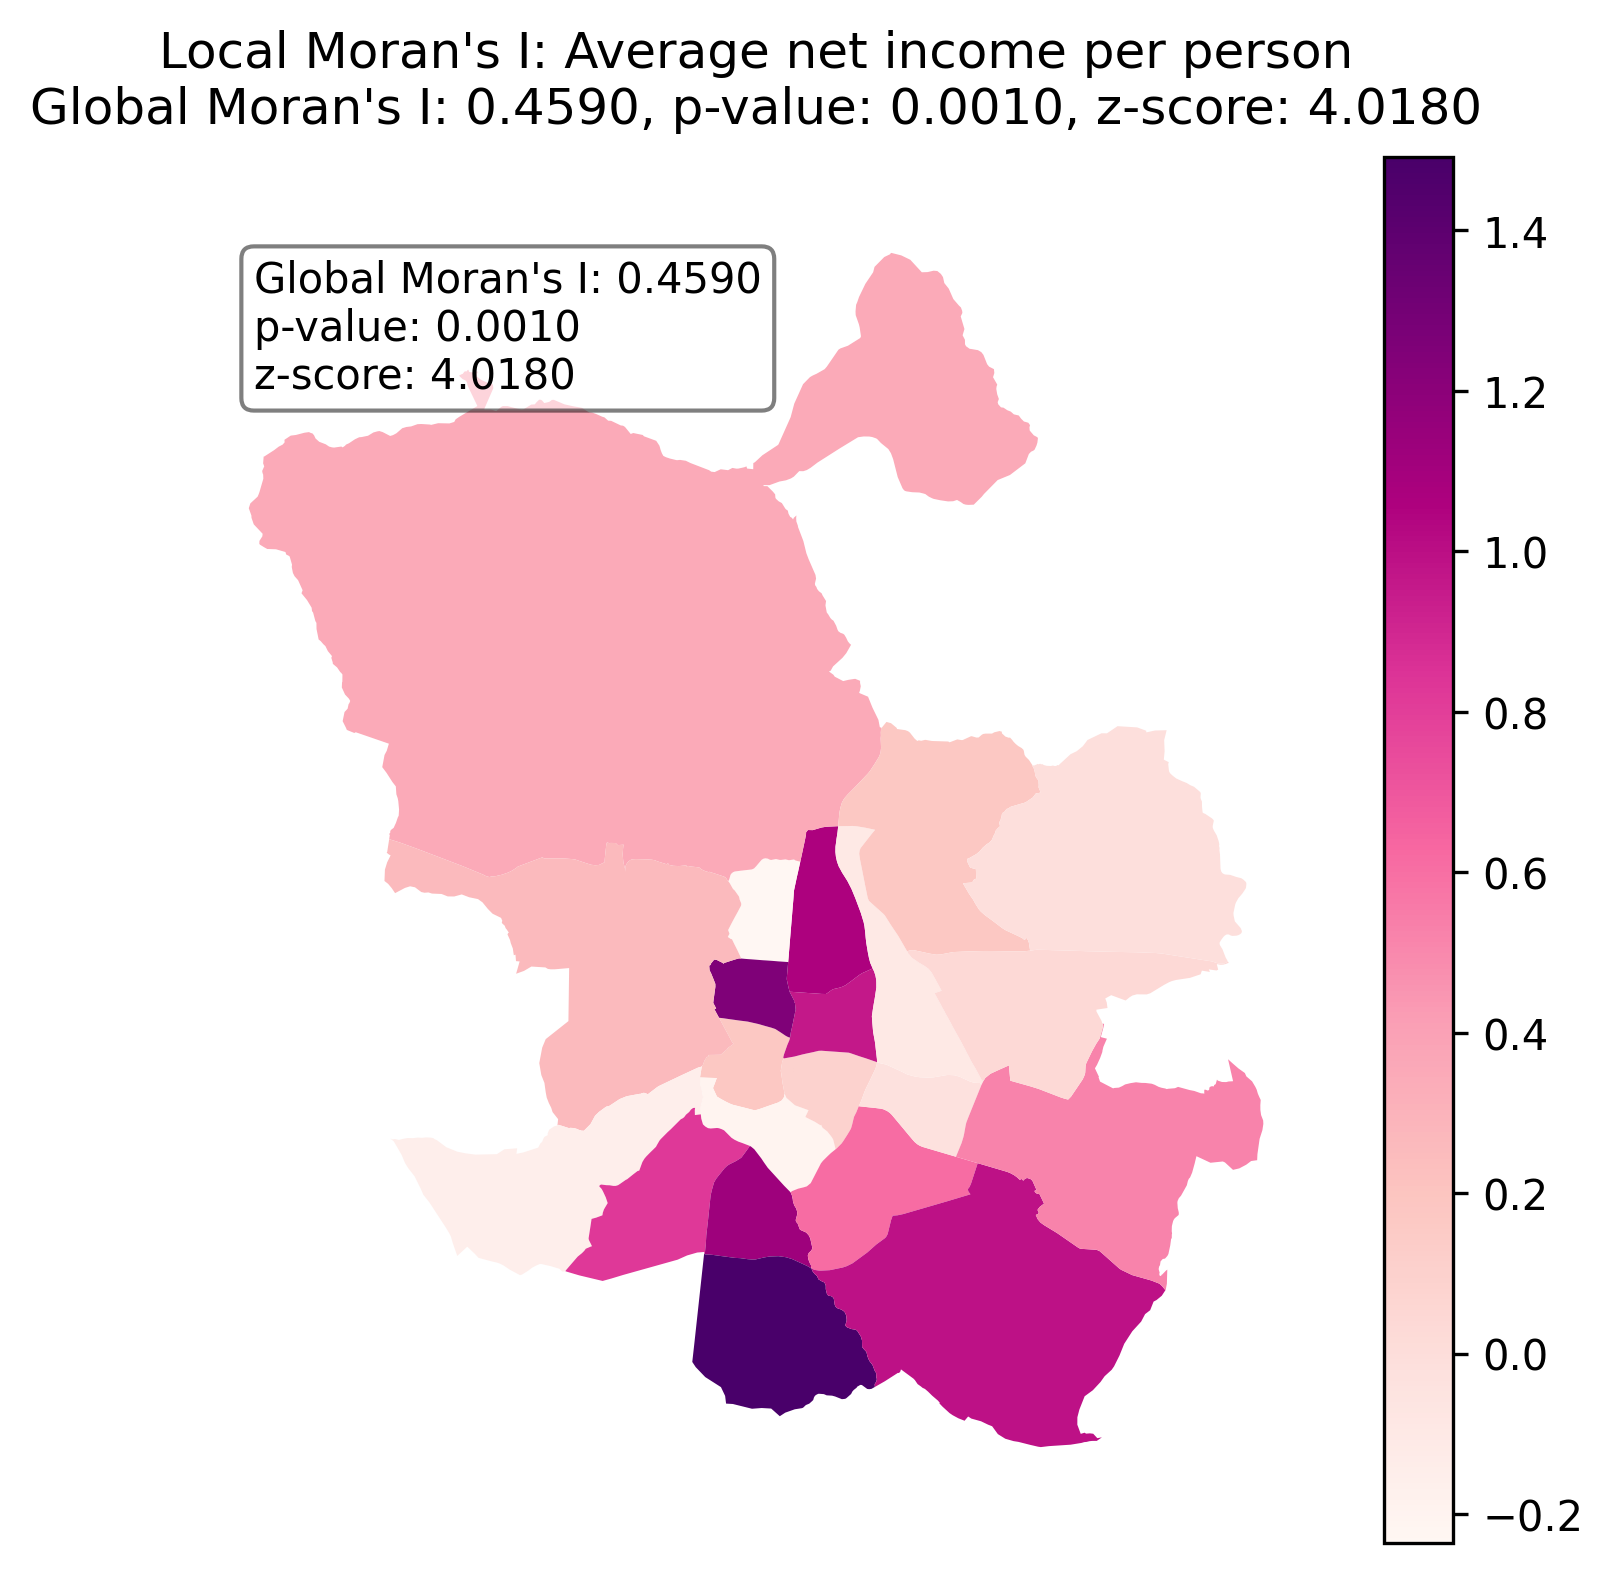 Local Moran's I: Average net income per person
Global Moran's I: 0.4590, p-value: 0.0010, z-score: 4.0180
Global Moran's I: 0.4590
p-value: 0.0010
z-score: 4.0180
1.4
1.2
1.0
0.8
0.6
0.4
0.2
0.0
−0.2